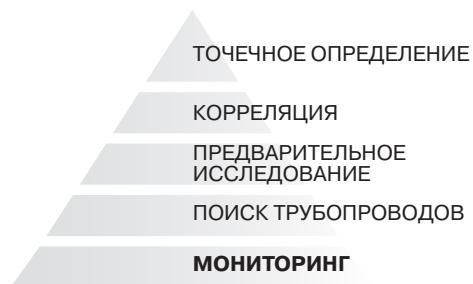 ТОЧЕЧНОЕ ОПРЕДЕЛЕНИЕ
КОРРЕЛЯЦИЯ
ПРЕДВАРИТЕЛЬНОЕ
ИССЛЕДОВАНИЕ
ПОИСК ТРУБОПРОВОДОВ
МОНИТОРИНГ